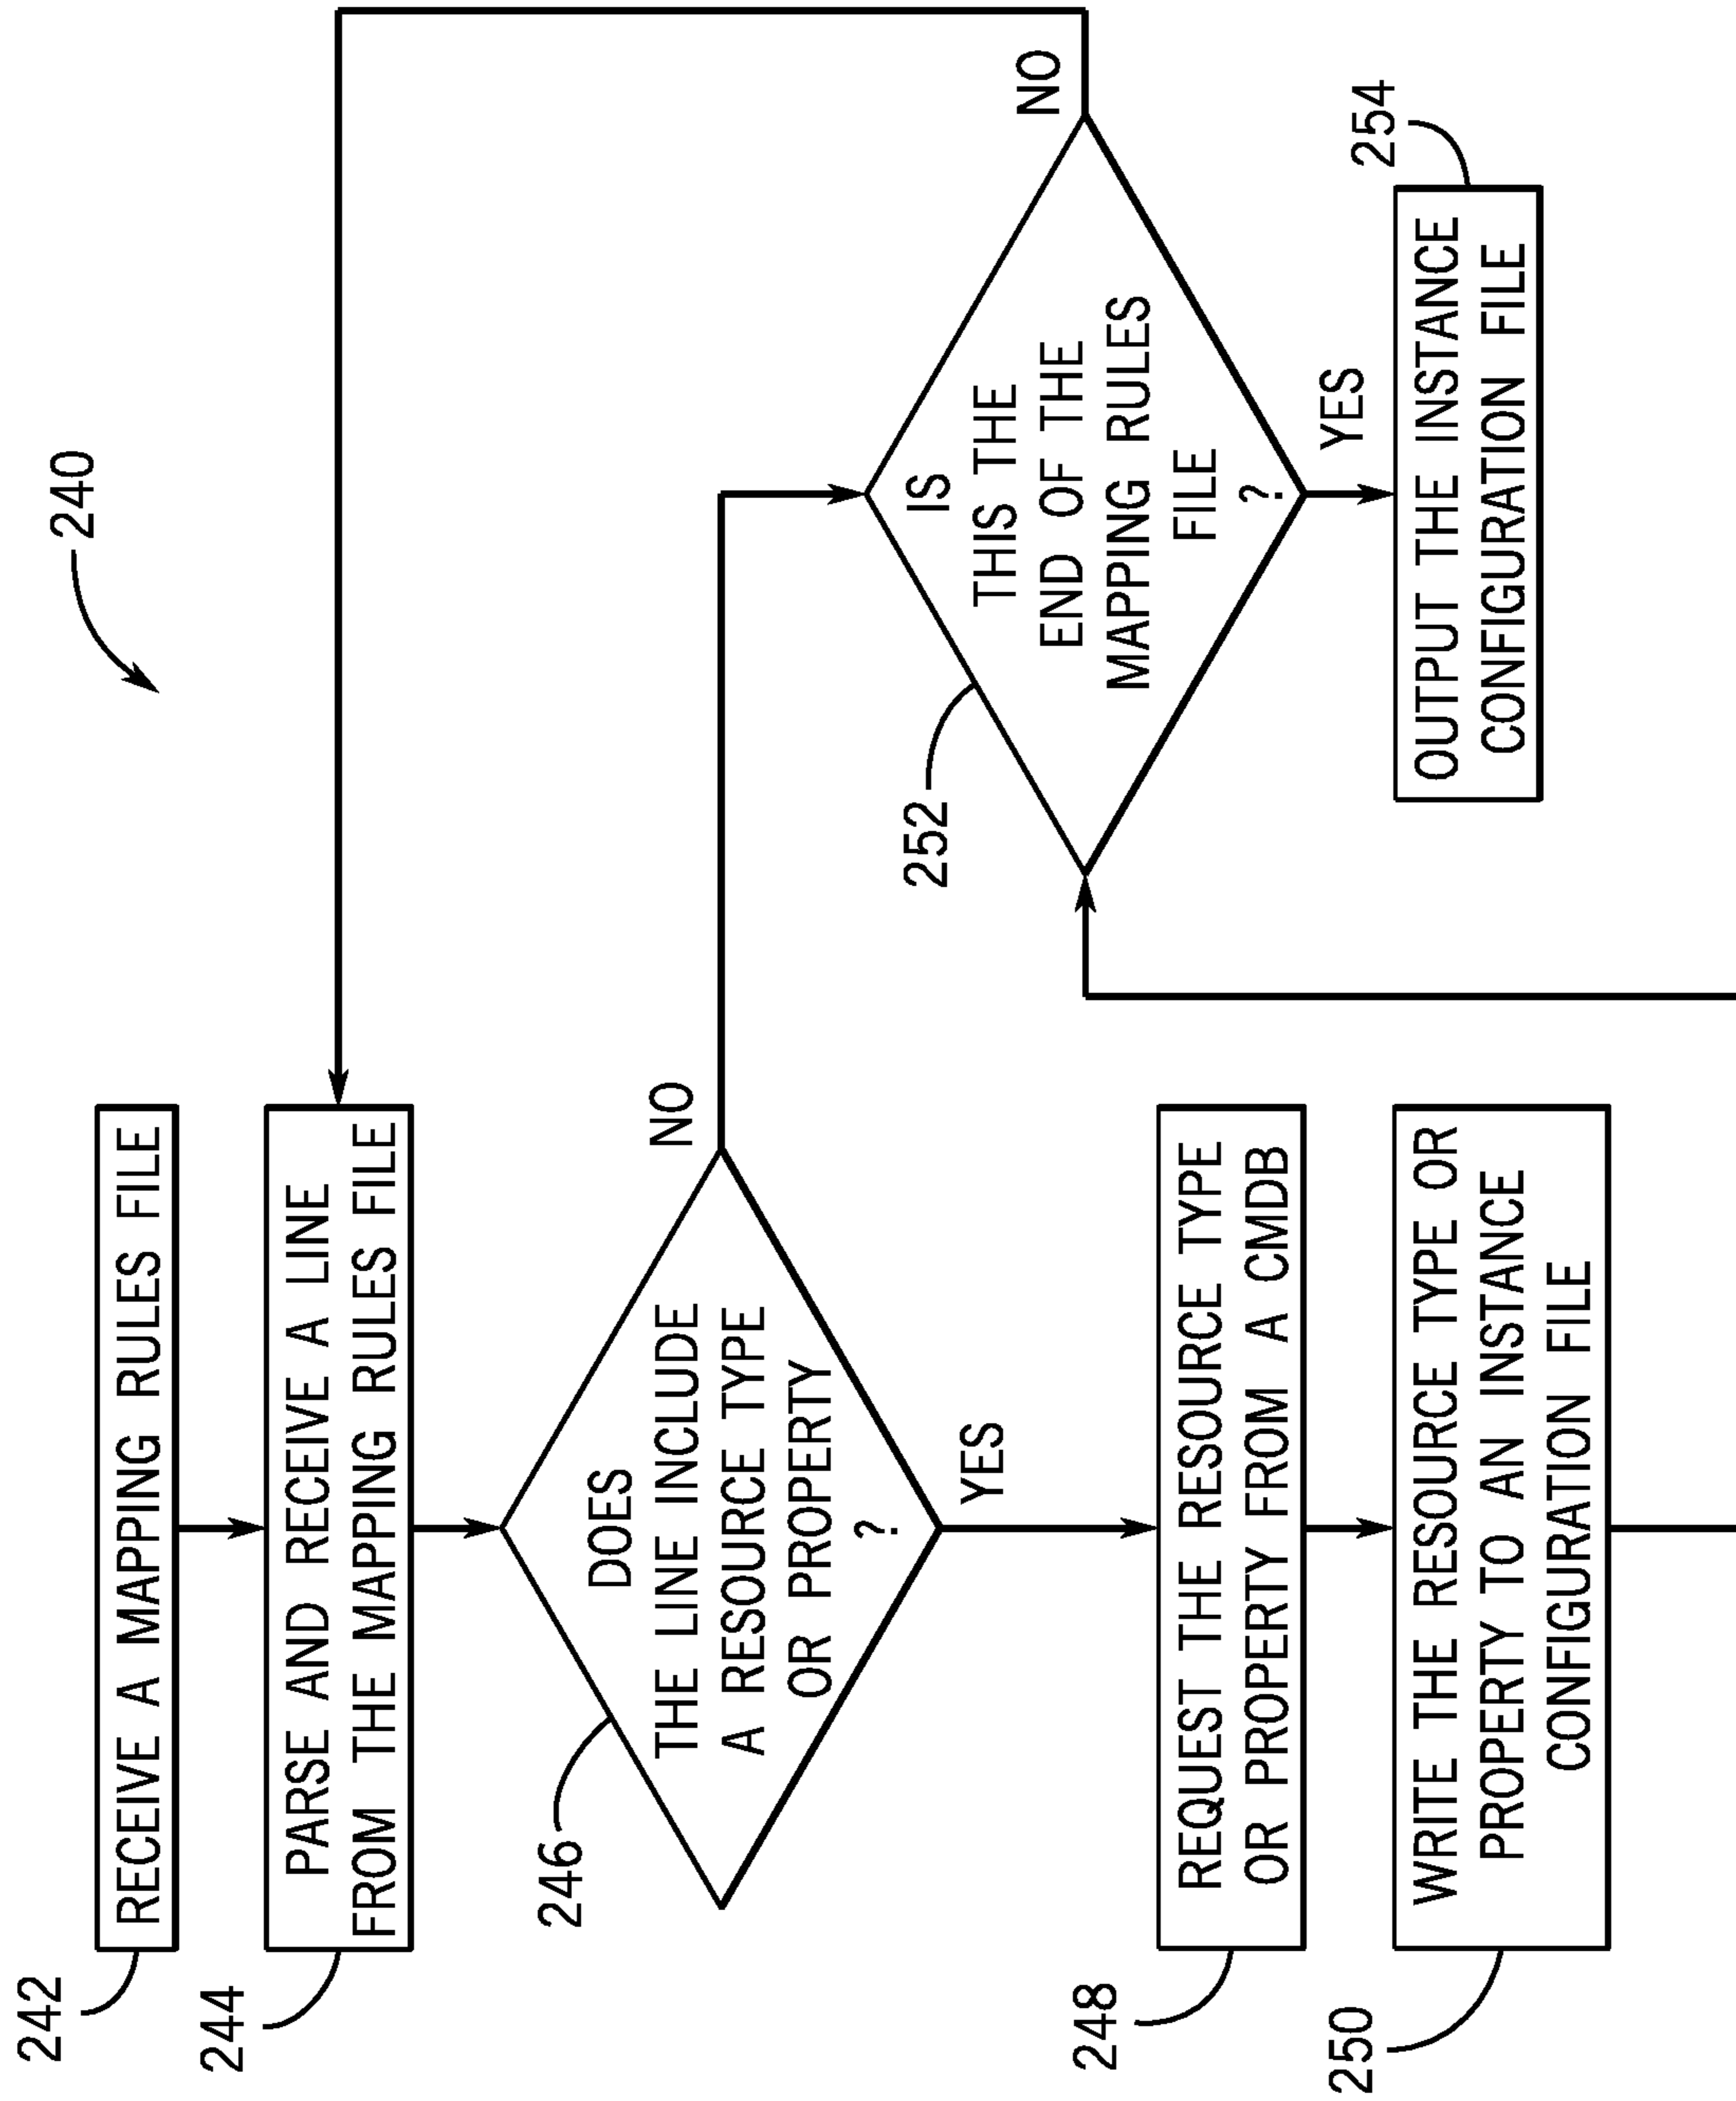 240
242
RECEIVE A MAPPING RULES FILE
244
PARSE AND RECEIVE A LINE
FROM THE MAPPING RULES FILE
246
DOES
THE LINE INCLUDE
A RESOURCE TYPE
OR PROPERTY
?
NO
YES
248
REQUEST THE RESOURCE TYPE
OR PROPERTY FROM A CMDB
250
WRITE THE RESOURCE TYPE OR
PROPERTY TO AN INSTANCE
CONFIGURATION FILE
252
IS
THIS THE
END OF THE
MAPPING RULES
FILE
?
NO
YES
254
OUTPUT THE INSTANCE
CONFIGURATION FILE